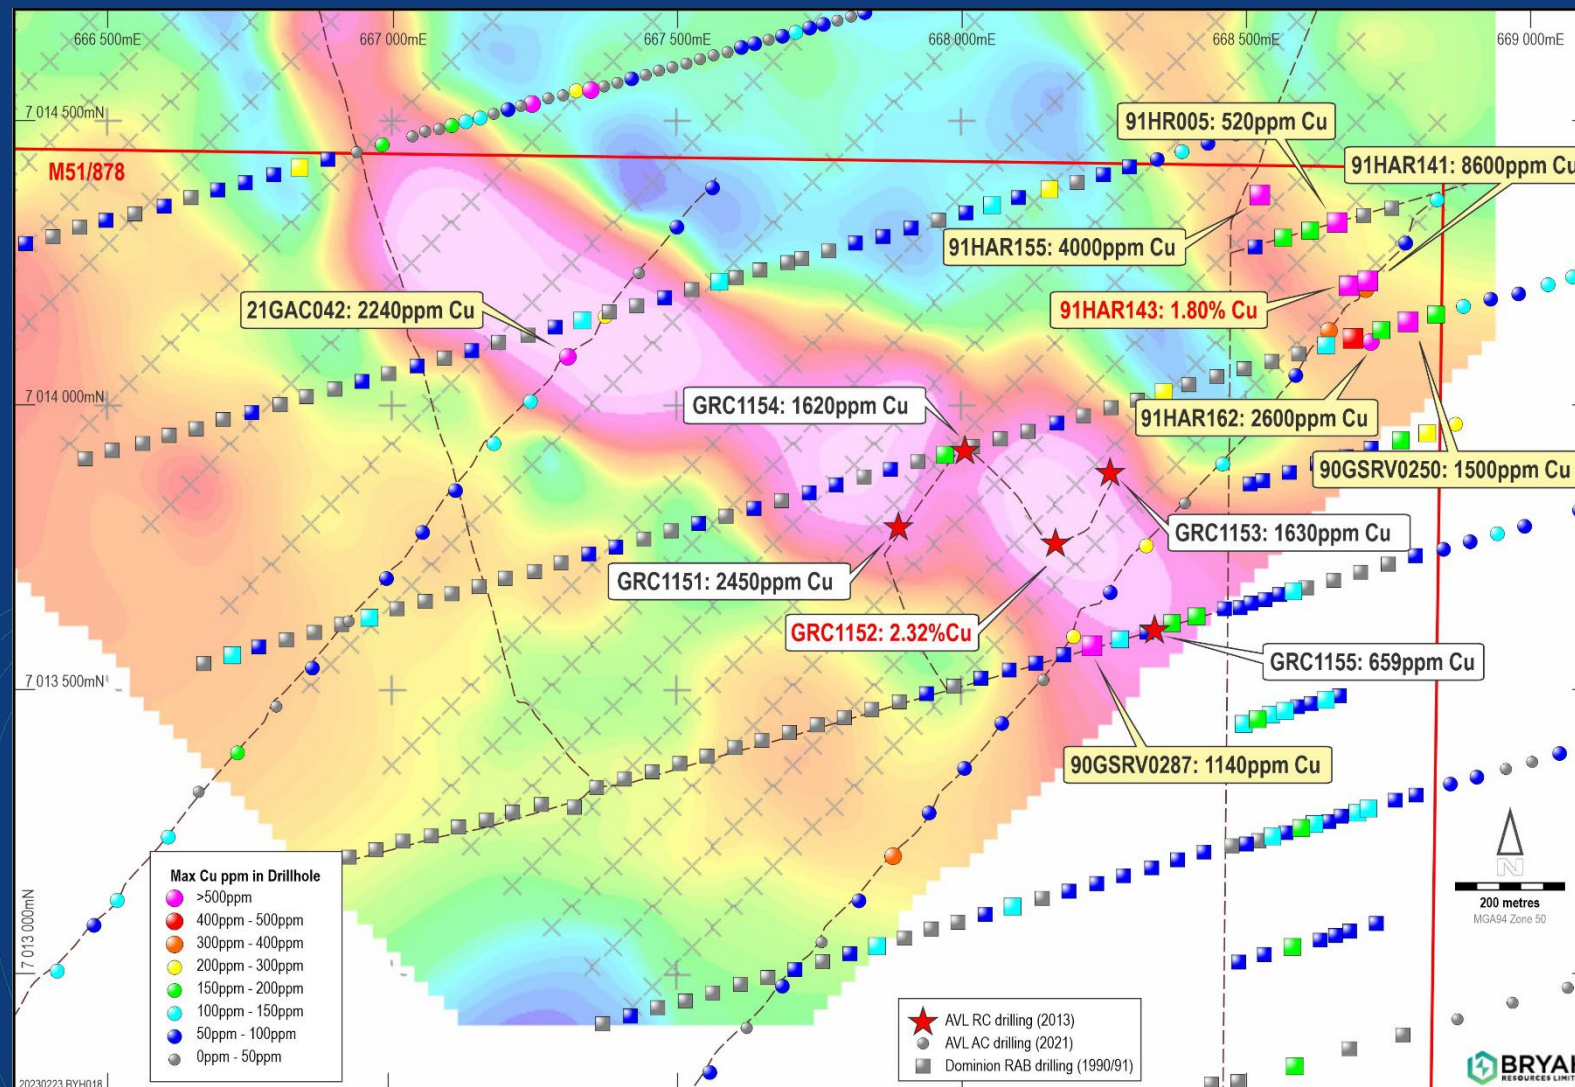 666 500mE
667 000mE
667 500mE
668 000mE
668 500mE
669 000mE
7 014 500mN
M51/878
91HR005: 520ppm Cu
91HAR141: 8600ppm Cu
91HAR155: 4000ppm Cu
21GAC042: 2240ppm Cu
91HAR143: 1.80% Cu
7 014 000mN
GRC1154: 1620ppm Cu
91HAR162: 2600ppm Cu
90GSRV0250: 1500ppm Cu
GRC1153: 1630ppm Cu
GRC1151: 2450ppm Cu
GRC1152: 2.32%Cu
GRC1155: 659ppm Cu
7 013 500mN
90GSRV0287: 1140ppm Cu
7 013 000mN
Max Cu ppm in Drillhole
>500ppm
400ppm - 500ppm
300ppm - 400ppm
200ppm - 300ppm
150ppm - 200ppm
100ppm - 150ppm
50ppm - 100ppm
0ppm - 50ppm
N
200 metres
MGA94 Zone 50
AVL RC drilling (2013)
AVL AC drilling (2021)
Dominion RAB drilling (1990/91)
BRYAH
RESOURCES LIMIT
20230223 BYH018